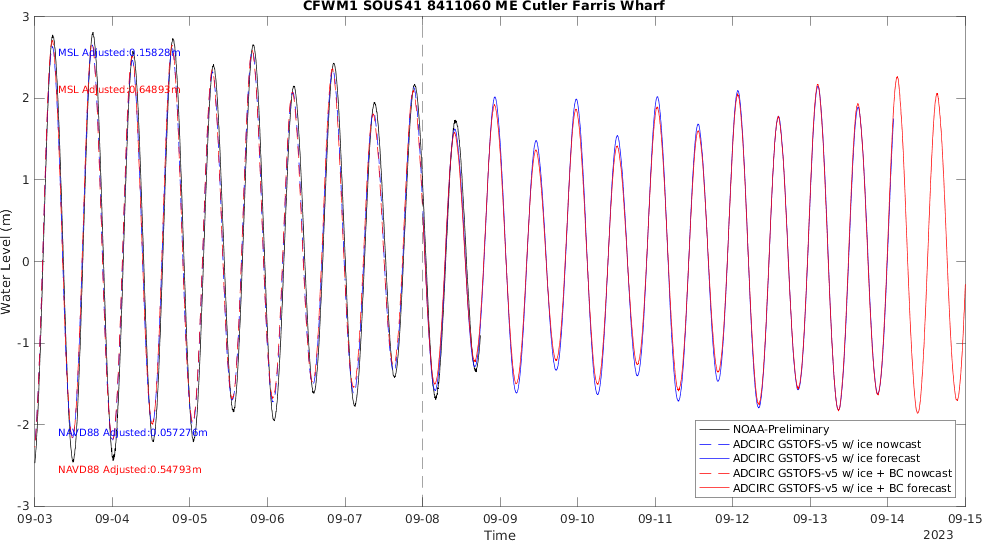 CFWM1 SOUS41 8411060 ME Cutler Farris Wharf
3
2
1
0
-1
-2
-3
Water Level (m)
MSL Adjusted:0.15828m
MSL Adjusted:0.64893m
NAVD88 Adjusted:0.057276m
NAVD88 Adjusted:0.54793m
NOAA-Preliminary
ADCIRC GSTOFS-v5 w/ ice nowcast
ADCIRC GSTOFS-v5 w/ ice forecast
ADCIRC GSTOFS-v5 w/ ice + BC nowcast
ADCIRC GSTOFS-v5 w/ ice + BC forecast
09-03 09-04 09-05 09-06 09-07 09-08 09-09 09-10 09-11 09-12 09-13 09-14 09-15
Time
2023